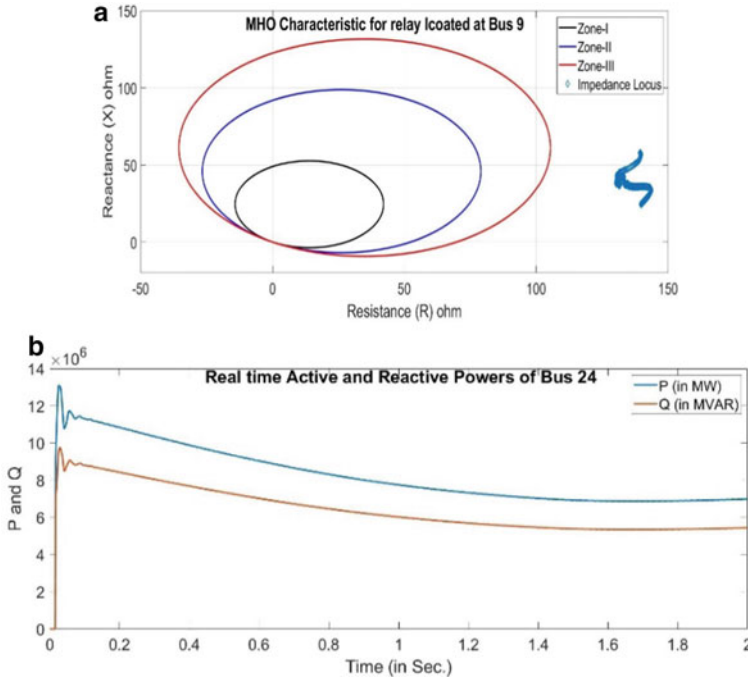 a
MHO Characteristic for relay lcoated at Bus 9
Zone-I
Zone-II
Zone-III
Impedance Locus
Reactance (X) ohm
150
100
50
0
-50
0
50
100
150
Resistance (R) ohm
b
×10⁶
Real time Active and Reactive Powers of Bus 24
P (in MW)
Q (in MVAR)
P and Q
14
12
10
8
6
4
2
0
0
0.2
0.4
0.6
0.8
1
1.2
1.4
1.6
1.8
2
Time (in Sec.)